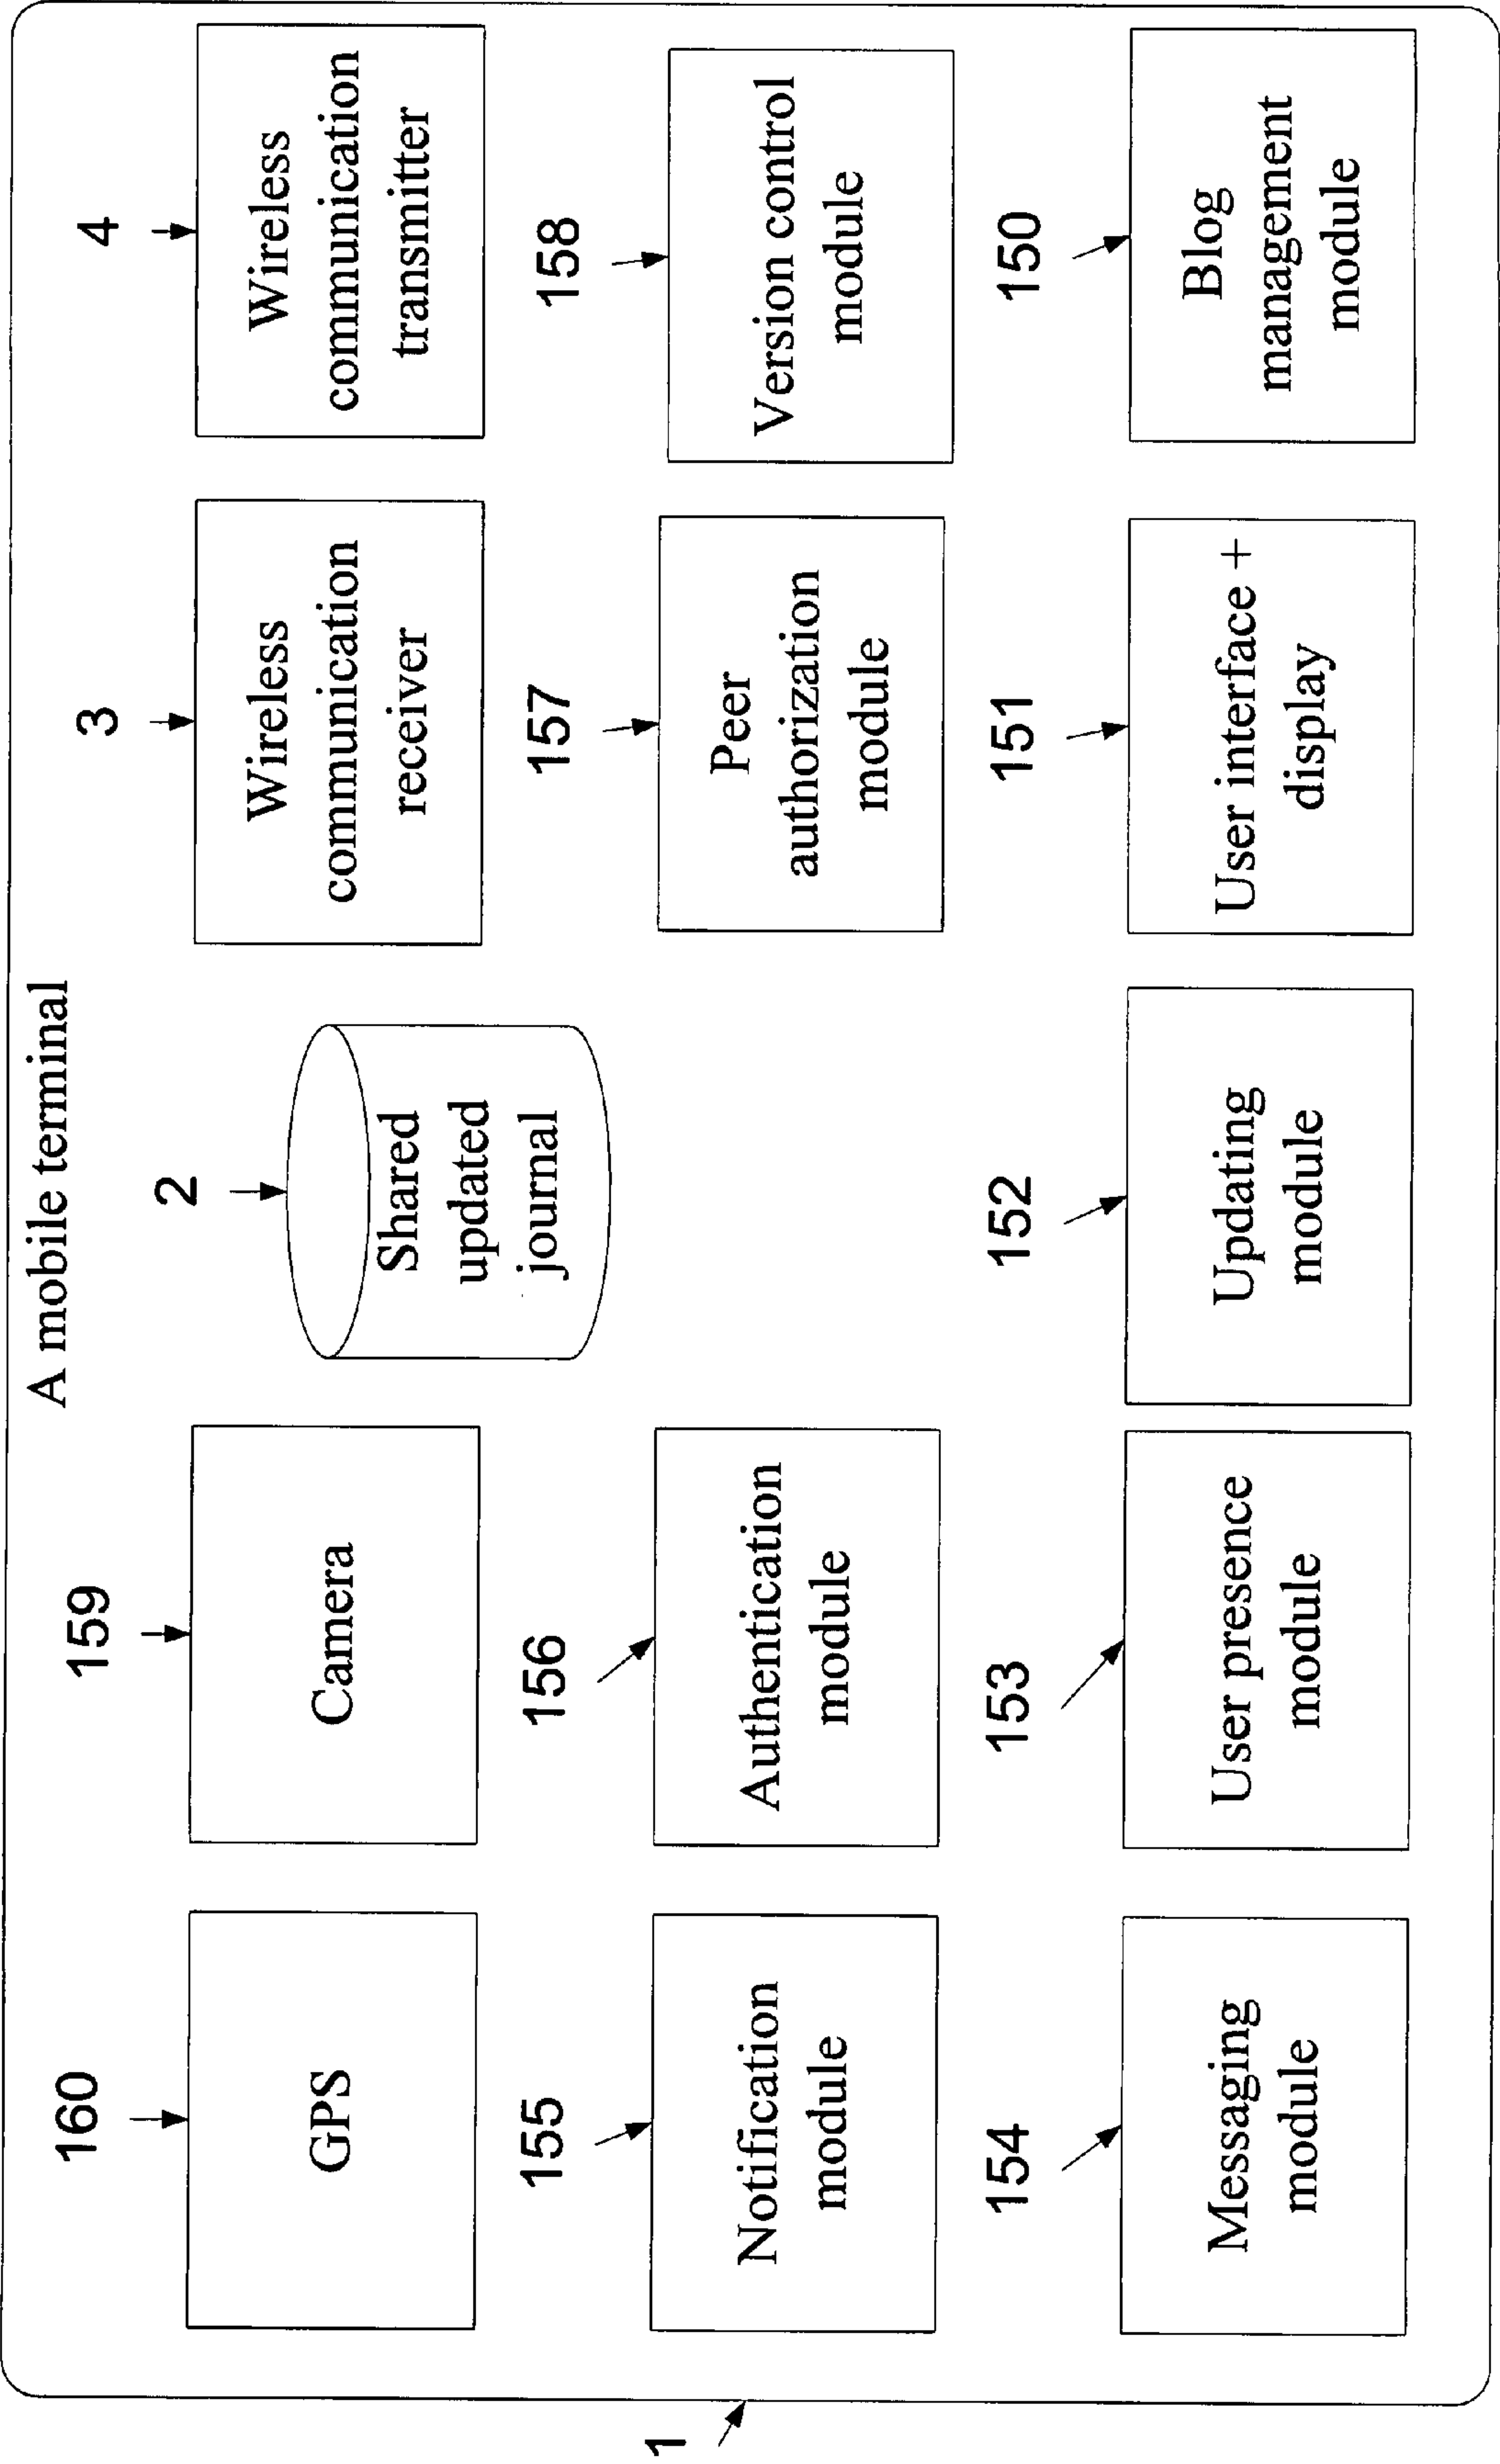 A mobile terminal
160
159
2
3
4
GPS
Camera
Shared
updated
journal
Wireless
communication
receiver
Wireless
communication
transmitter
155
156
157
158
Notification
module
Authentication
module
Peer
authorization
module
Version control
module
154
153
152
151
150
Messaging
module
User presence
module
Updating
module
User interface +
display
Blog
management
module
1